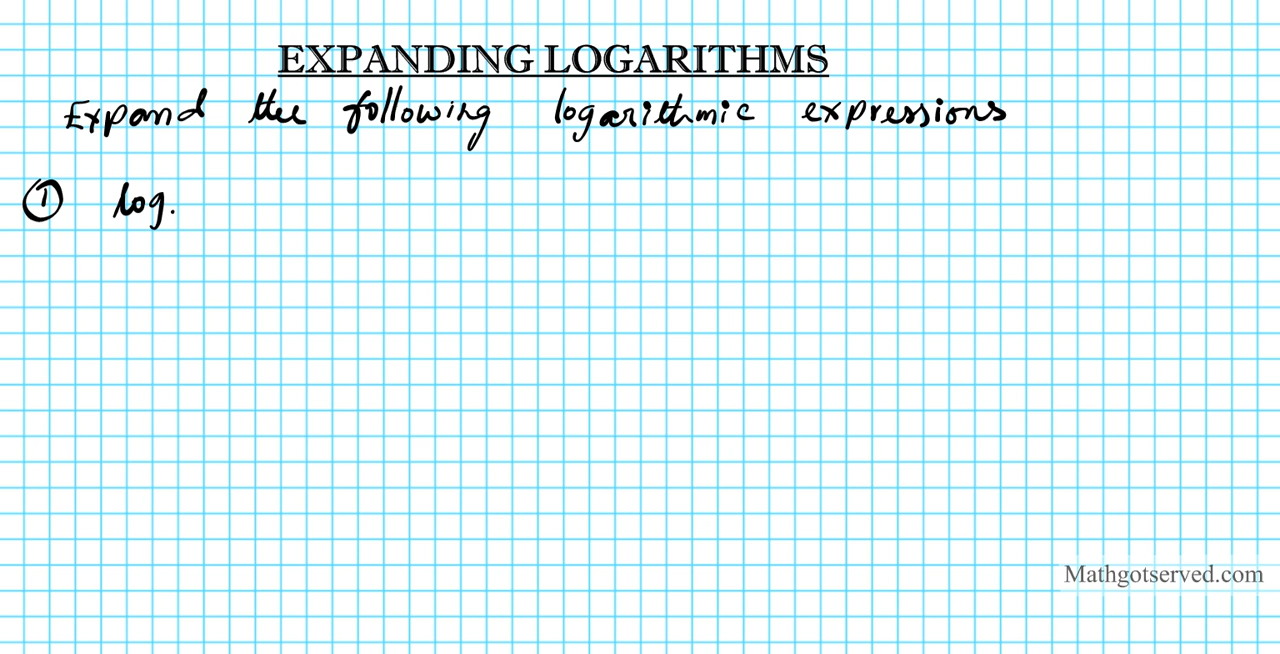 EXPANDING LOGARITHMS
Expand the following logarithmic expressions
① log.
Mathgotserved.com